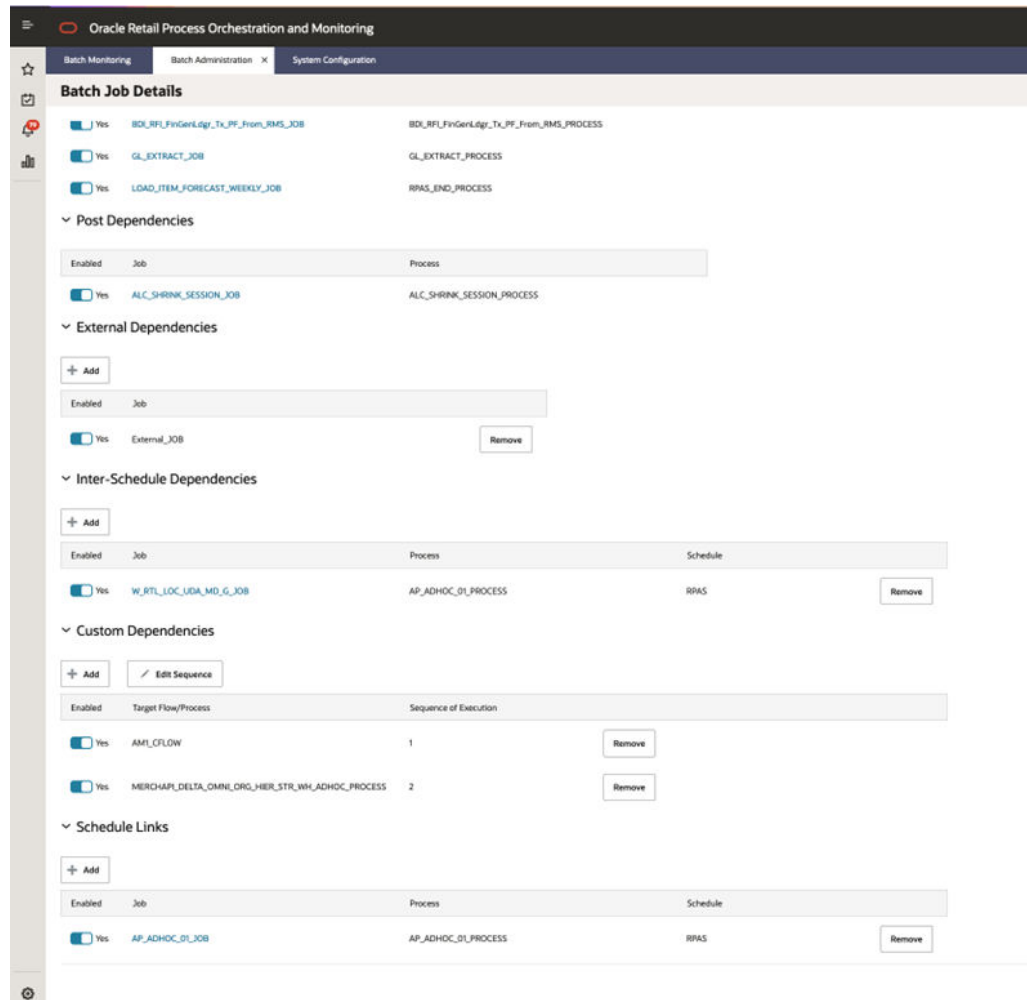 Oracle Retail Process Orchestration and Monitoring
Batch Monitoring Batch Administration × System Configuration
Batch Job Details
Yes BDI_RFI_FinGenLdgr_Tx_PF_From_RMS_JOB BDI_RFI_FinGenLdgr_Tx_PF_From_RMS_PROCESS
Yes GL_EXTRACT_JOB GL_EXTRACT_PROCESS
Yes LOAD_ITEM_FORECAST_WEEKLY_JOB RPAS_END_PROCESS
Post Dependencies
Enabled Job Process
Yes ALC_SHRINK_SESSION_JOB ALC_SHRINK_SESSION_PROCESS
External Dependencies
+ Add
Enabled Job
Yes External_JOB Remove
Inter-Schedule Dependencies
+ Add
Enabled Job Process Schedule
Yes W_RTL_LOC_UDA_MD_G_JOB AP_ADHOC_01_PROCESS RPAS Remove
Custom Dependencies
+ Add Edit Sequence
Enabled Target Flow/Process Sequence of Execution
Yes AM1_CFLOW 1 Remove
Yes MERCHAPI_DELTA_OMNI_ORG_HIER_STR_WH_ADHOC_PROCESS 2 Remove
Schedule Links
+ Add
Enabled Job Process Schedule
Yes AP_ADHOC_01_JOB AP_ADHOC_01_PROCESS RPAS Remove